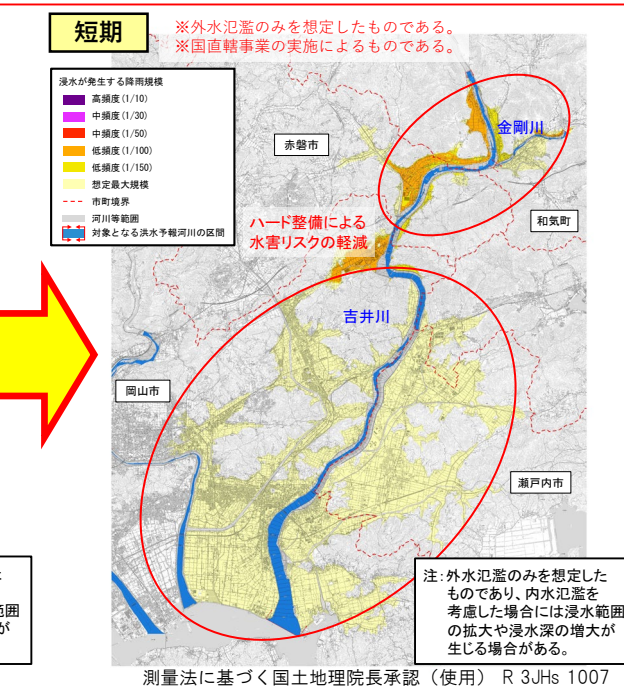 短期
※外水氾濫のみを想定したものである。
※国直轄事業の実施によるものである。
浸水が発生する降雨規模
高頻度(1/10)
中頻度(1/30)
中頻度(1/50)
低頻度(1/100)
低頻度(1/150)
想定最大規模
市町境界
河川等範囲
対象となる洪水予報河川の区間
赤磐市
金剛川
和気町
ハード整備による
水害リスクの軽減
吉井川
岡山市
瀬戸内市
範囲
が
注:外水氾濫のみを想定した
ものであり、内水氾濫を
考慮した場合には浸水範囲
の拡大や浸水深の増大が
生じる場合がある。
測量法に基づく国土地理院長承認（使用） R 3JHs 1007